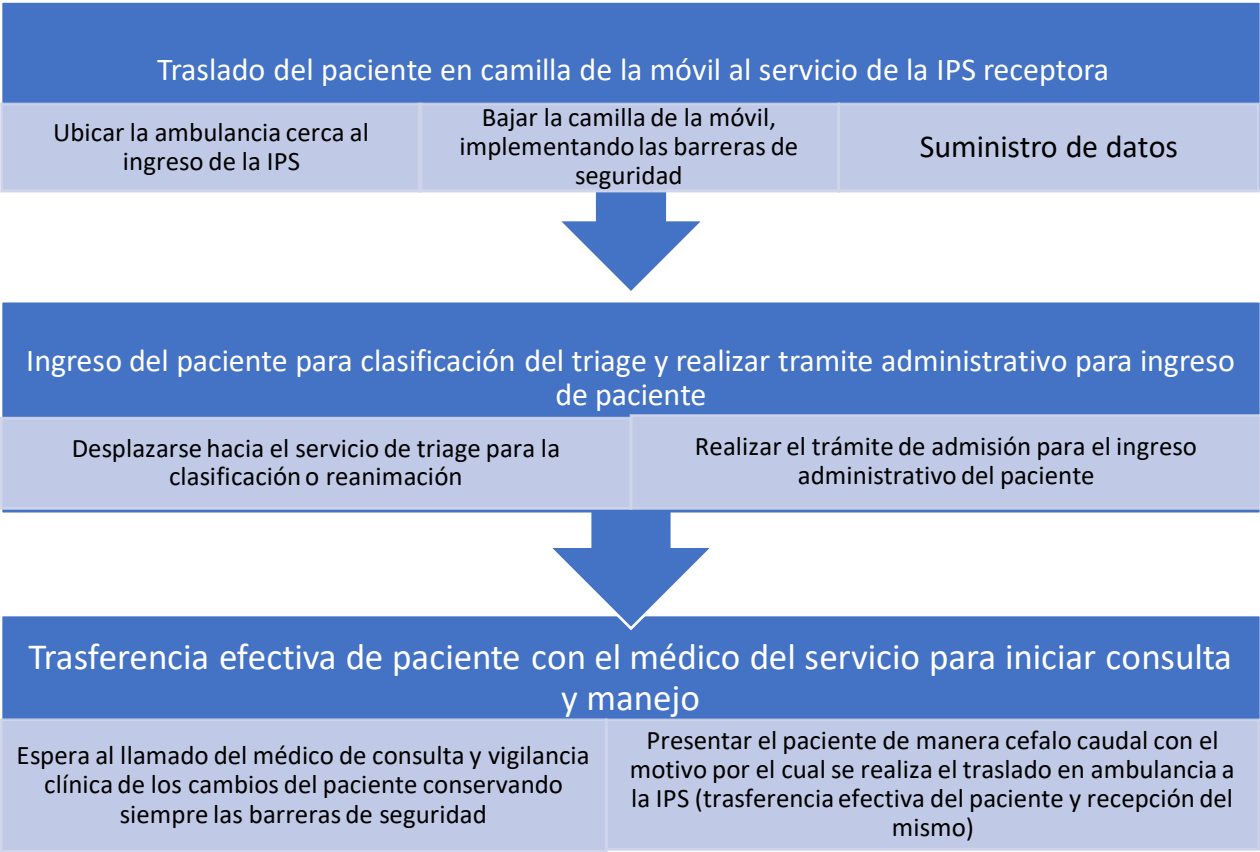 Traslado del paciente en camilla de la móvil al servicio de la IPS receptora
Ubicar la ambulancia cerca al
ingreso de la IPS
Bajar la camilla de la móvil,
implementando las barreras de
seguridad
Suministro de datos
Ingreso del paciente para clasificación del triage y realizar tramite administrativo para ingreso
de paciente
Desplazarse hacia el servicio de triage para la
clasificación o reanimación
Realizar el trámite de admisión para el ingreso
administrativo del paciente
Trasferencia efectiva de paciente con el médico del servicio para iniciar consulta
y manejo
Espera al llamado del médico de consulta y vigilancia
clínica de los cambios del paciente conservando
siempre las barreras de seguridad
Presentar el paciente de manera cefalo caudal con el
motivo por el cual se realiza el traslado en ambulancia a
la IPS (trasferencia efectiva del paciente y recepción del
mismo)